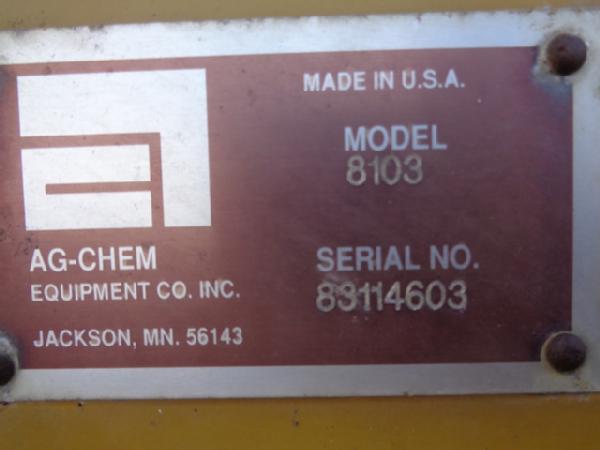 MADE IN U.S.A.
MODEL
8103
AG-CHEM
EQUIPMENT CO. INC.
JACKSON, MN. 56143
SERIAL NO.
83114603